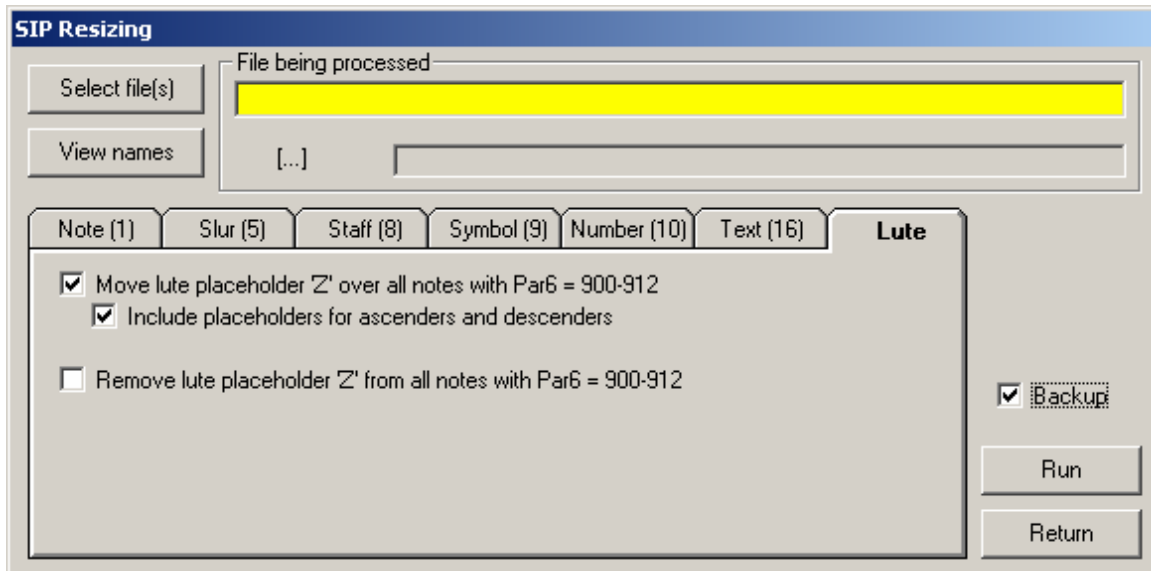 SIP Resizing
Select file(s)
File being processed
View names
[...]
Note (1) Slur (5) Staff (8) Symbol (9) Number (10) Text (16) Lute
Move lute placeholder 'Z' over all notes with Par6 = 900-912
Include placeholders for ascenders and descenders
Remove lute placeholder 'Z' from all notes with Par6 = 900-912
Backup
Run
Return